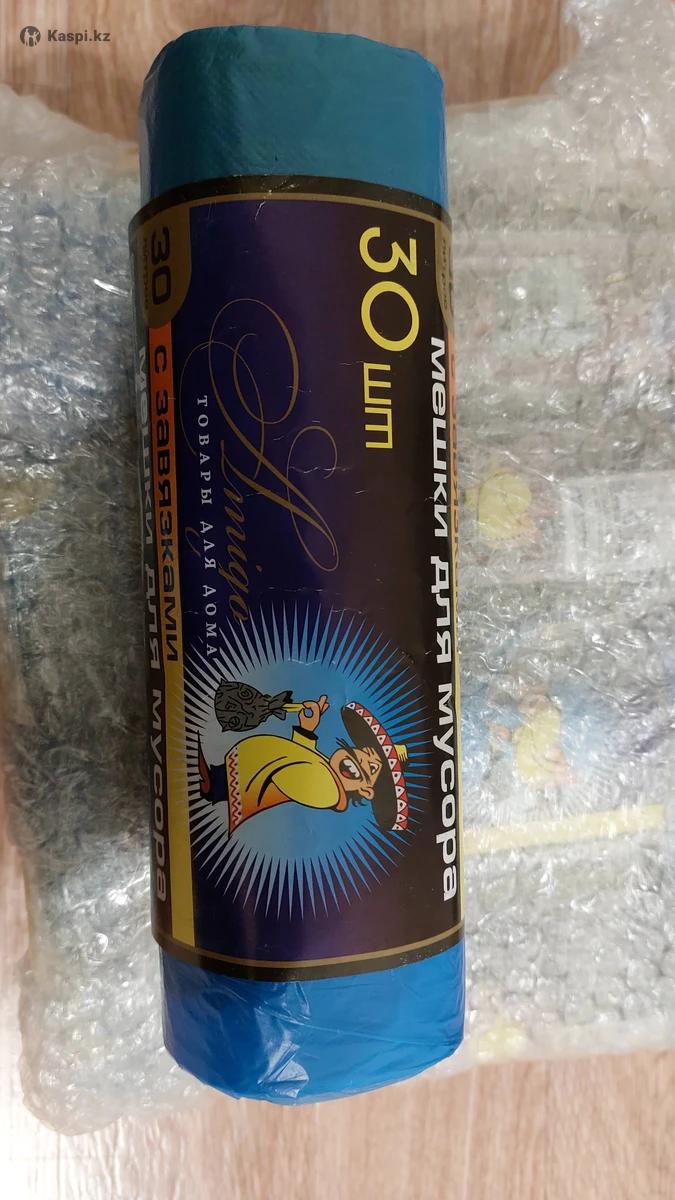 Kaspi.kz
Мешки для мусора
30 шт
Amigo
ТОВАРЫ ДЛЯ ДОМА
30
с завязками
Мешки для мусора